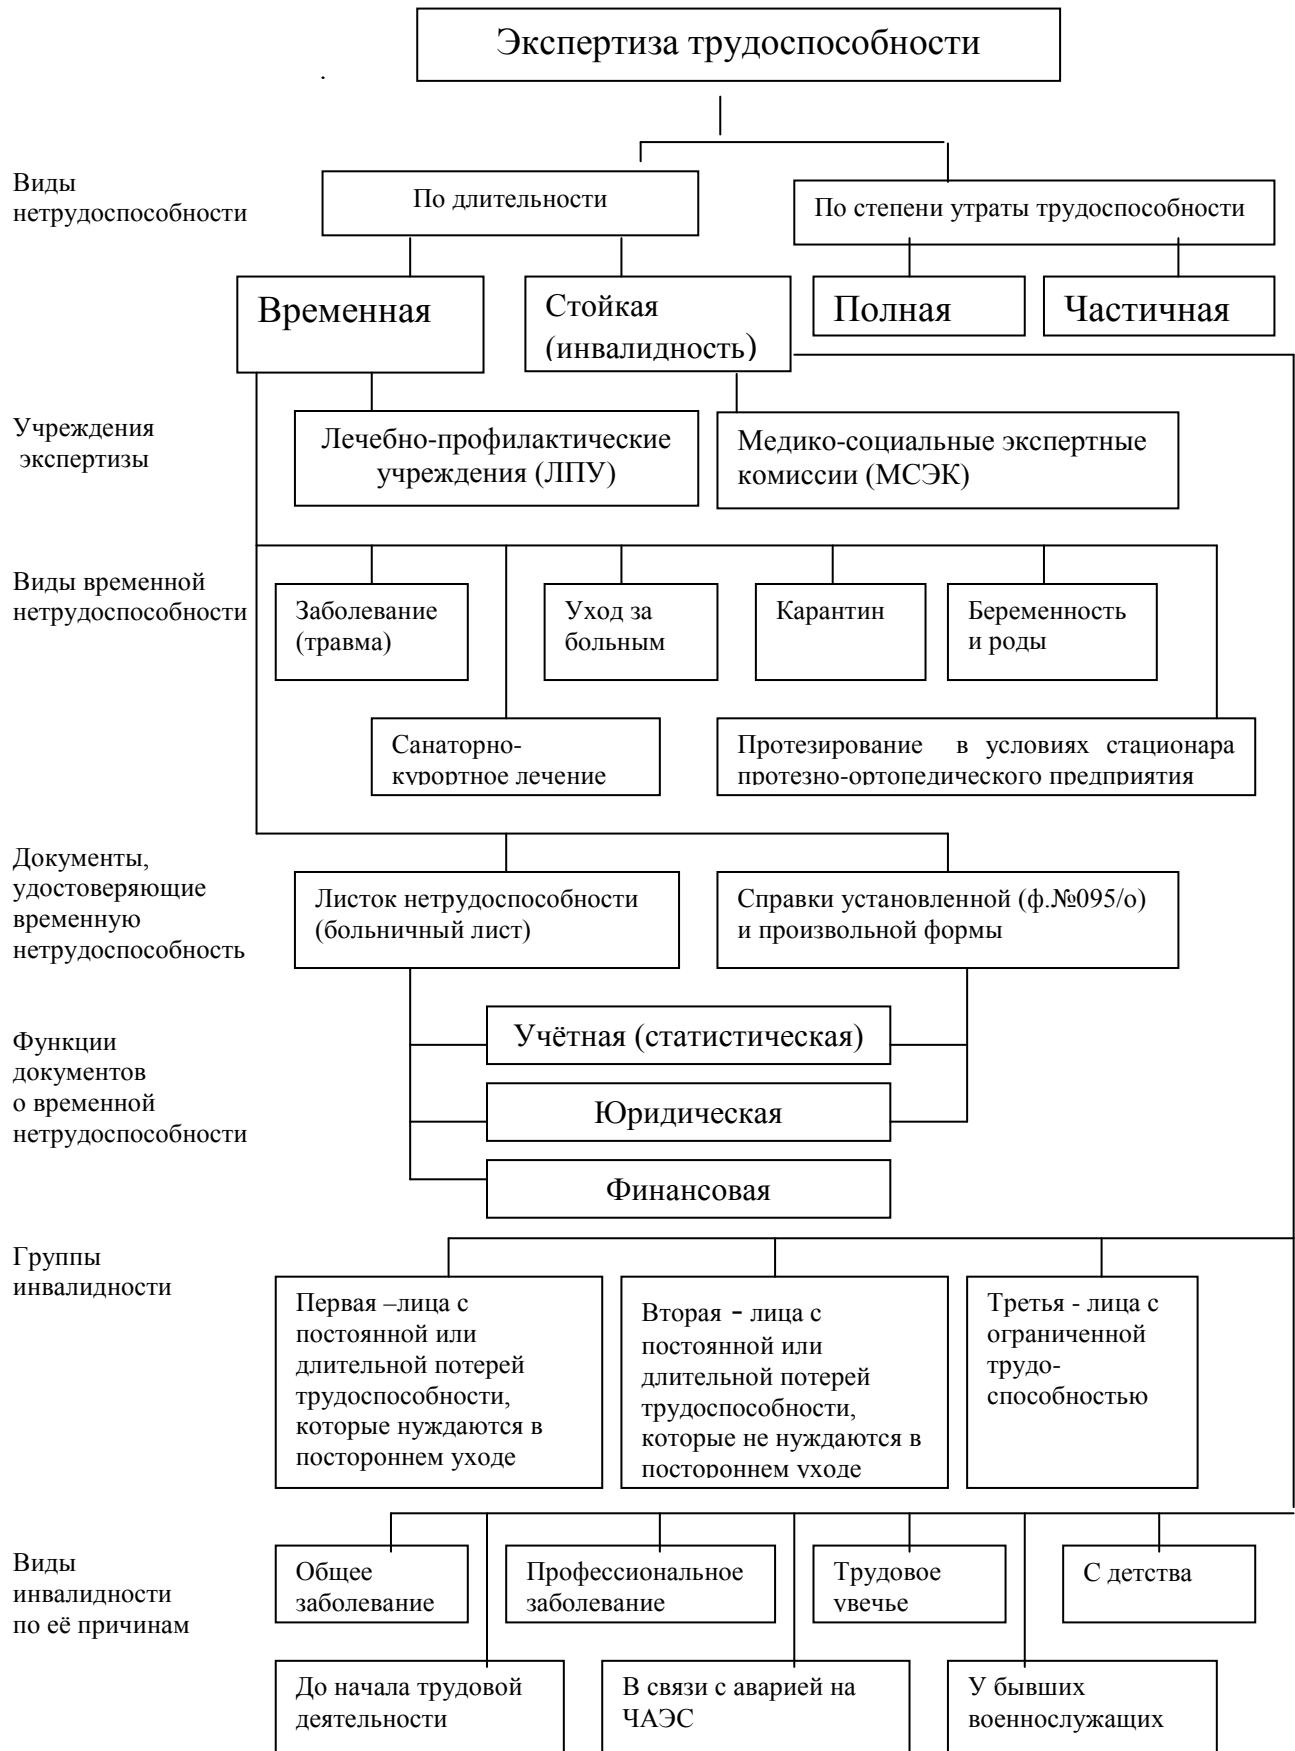 Экспертиза трудоспособности
.
Виды
нетрудоспособности
По длительности
По степени утраты трудоспособности
Временная
Стойкая
(инвалидность)
Полная
Частичная
Учреждения
экспертизы
Лечебно-профилактические
учреждения (ЛПУ)
Медико-социальные экспертные
комиссии (МСЭК)
Виды временной
нетрудоспособности
Заболевание
(травма)
Уход за
больным
Карантин
Беременность
и роды
Санаторно-
курортное лечение
Протезирование в условиях стационара
протезно-ортопедического предприятия
Документы,
удостоверяющие
временную
нетрудоспособность
Листок нетрудоспособности
(больничный лист)
Справки установленной (ф.№095/о)
и произвольной формы
Функции
документов
о временной
нетрудоспособности
Учётная (статистическая)
Юридическая
Финансовая
Группы
инвалидности
Первая –лица с
постоянной или
длительной потерей
трудоспособности,
которые нуждаются в
постороннем уходе
Вторая - лица с
постоянной или
длительной потерей
трудоспособности,
которые не нуждаются в
постороннем уходе
Третья - лица с
ограниченной
трудо-
способностью
Виды
инвалидности
по её причинам
Общее
заболевание
Профессиональное
заболевание
Трудовое
увечье
С детства
До начала трудовой
деятельности
В связи с аварией на
ЧАЭС
У бывших
военнослужащих